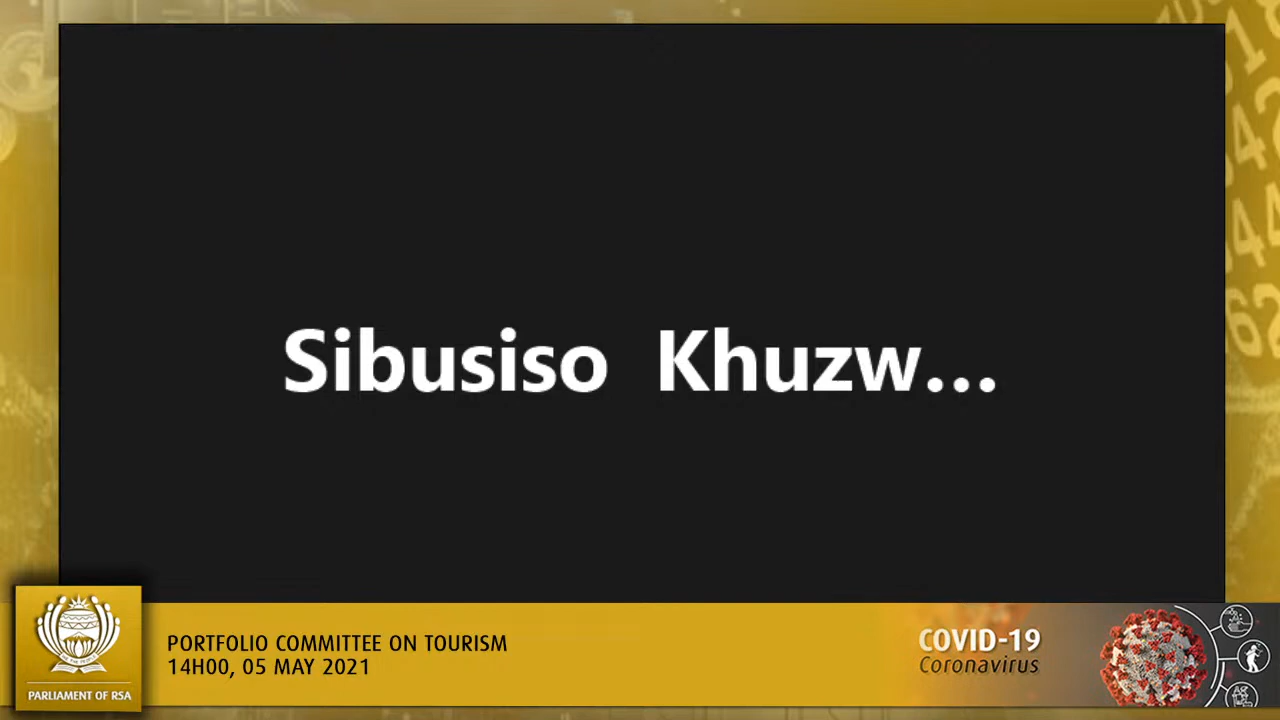 Sibusiso Khuzw...
PORTFOLIO COMMITTEE ON TOURISM
14H00, 05 MAY 2021
PARLIAMENT OF RSA
COVID-19
Coronavirus